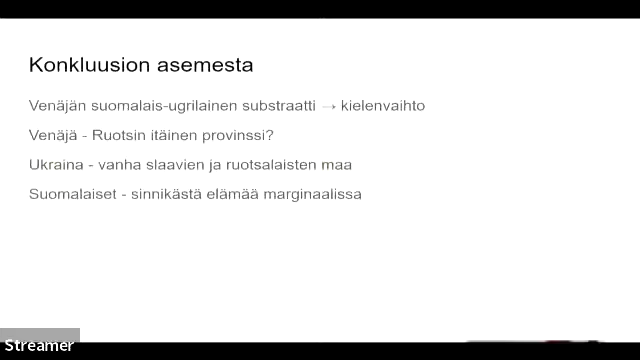 Konkluusion asemesta
Venäjän suomalais-ugrilainen substraatti → kielenvaihto
Venäjä - Ruotsin itäinen provinssi?
Ukraina - vanha slaavien ja ruotsalaisten maa
Suomalaiset - sinnikästä elämää marginaalissa
Streamer